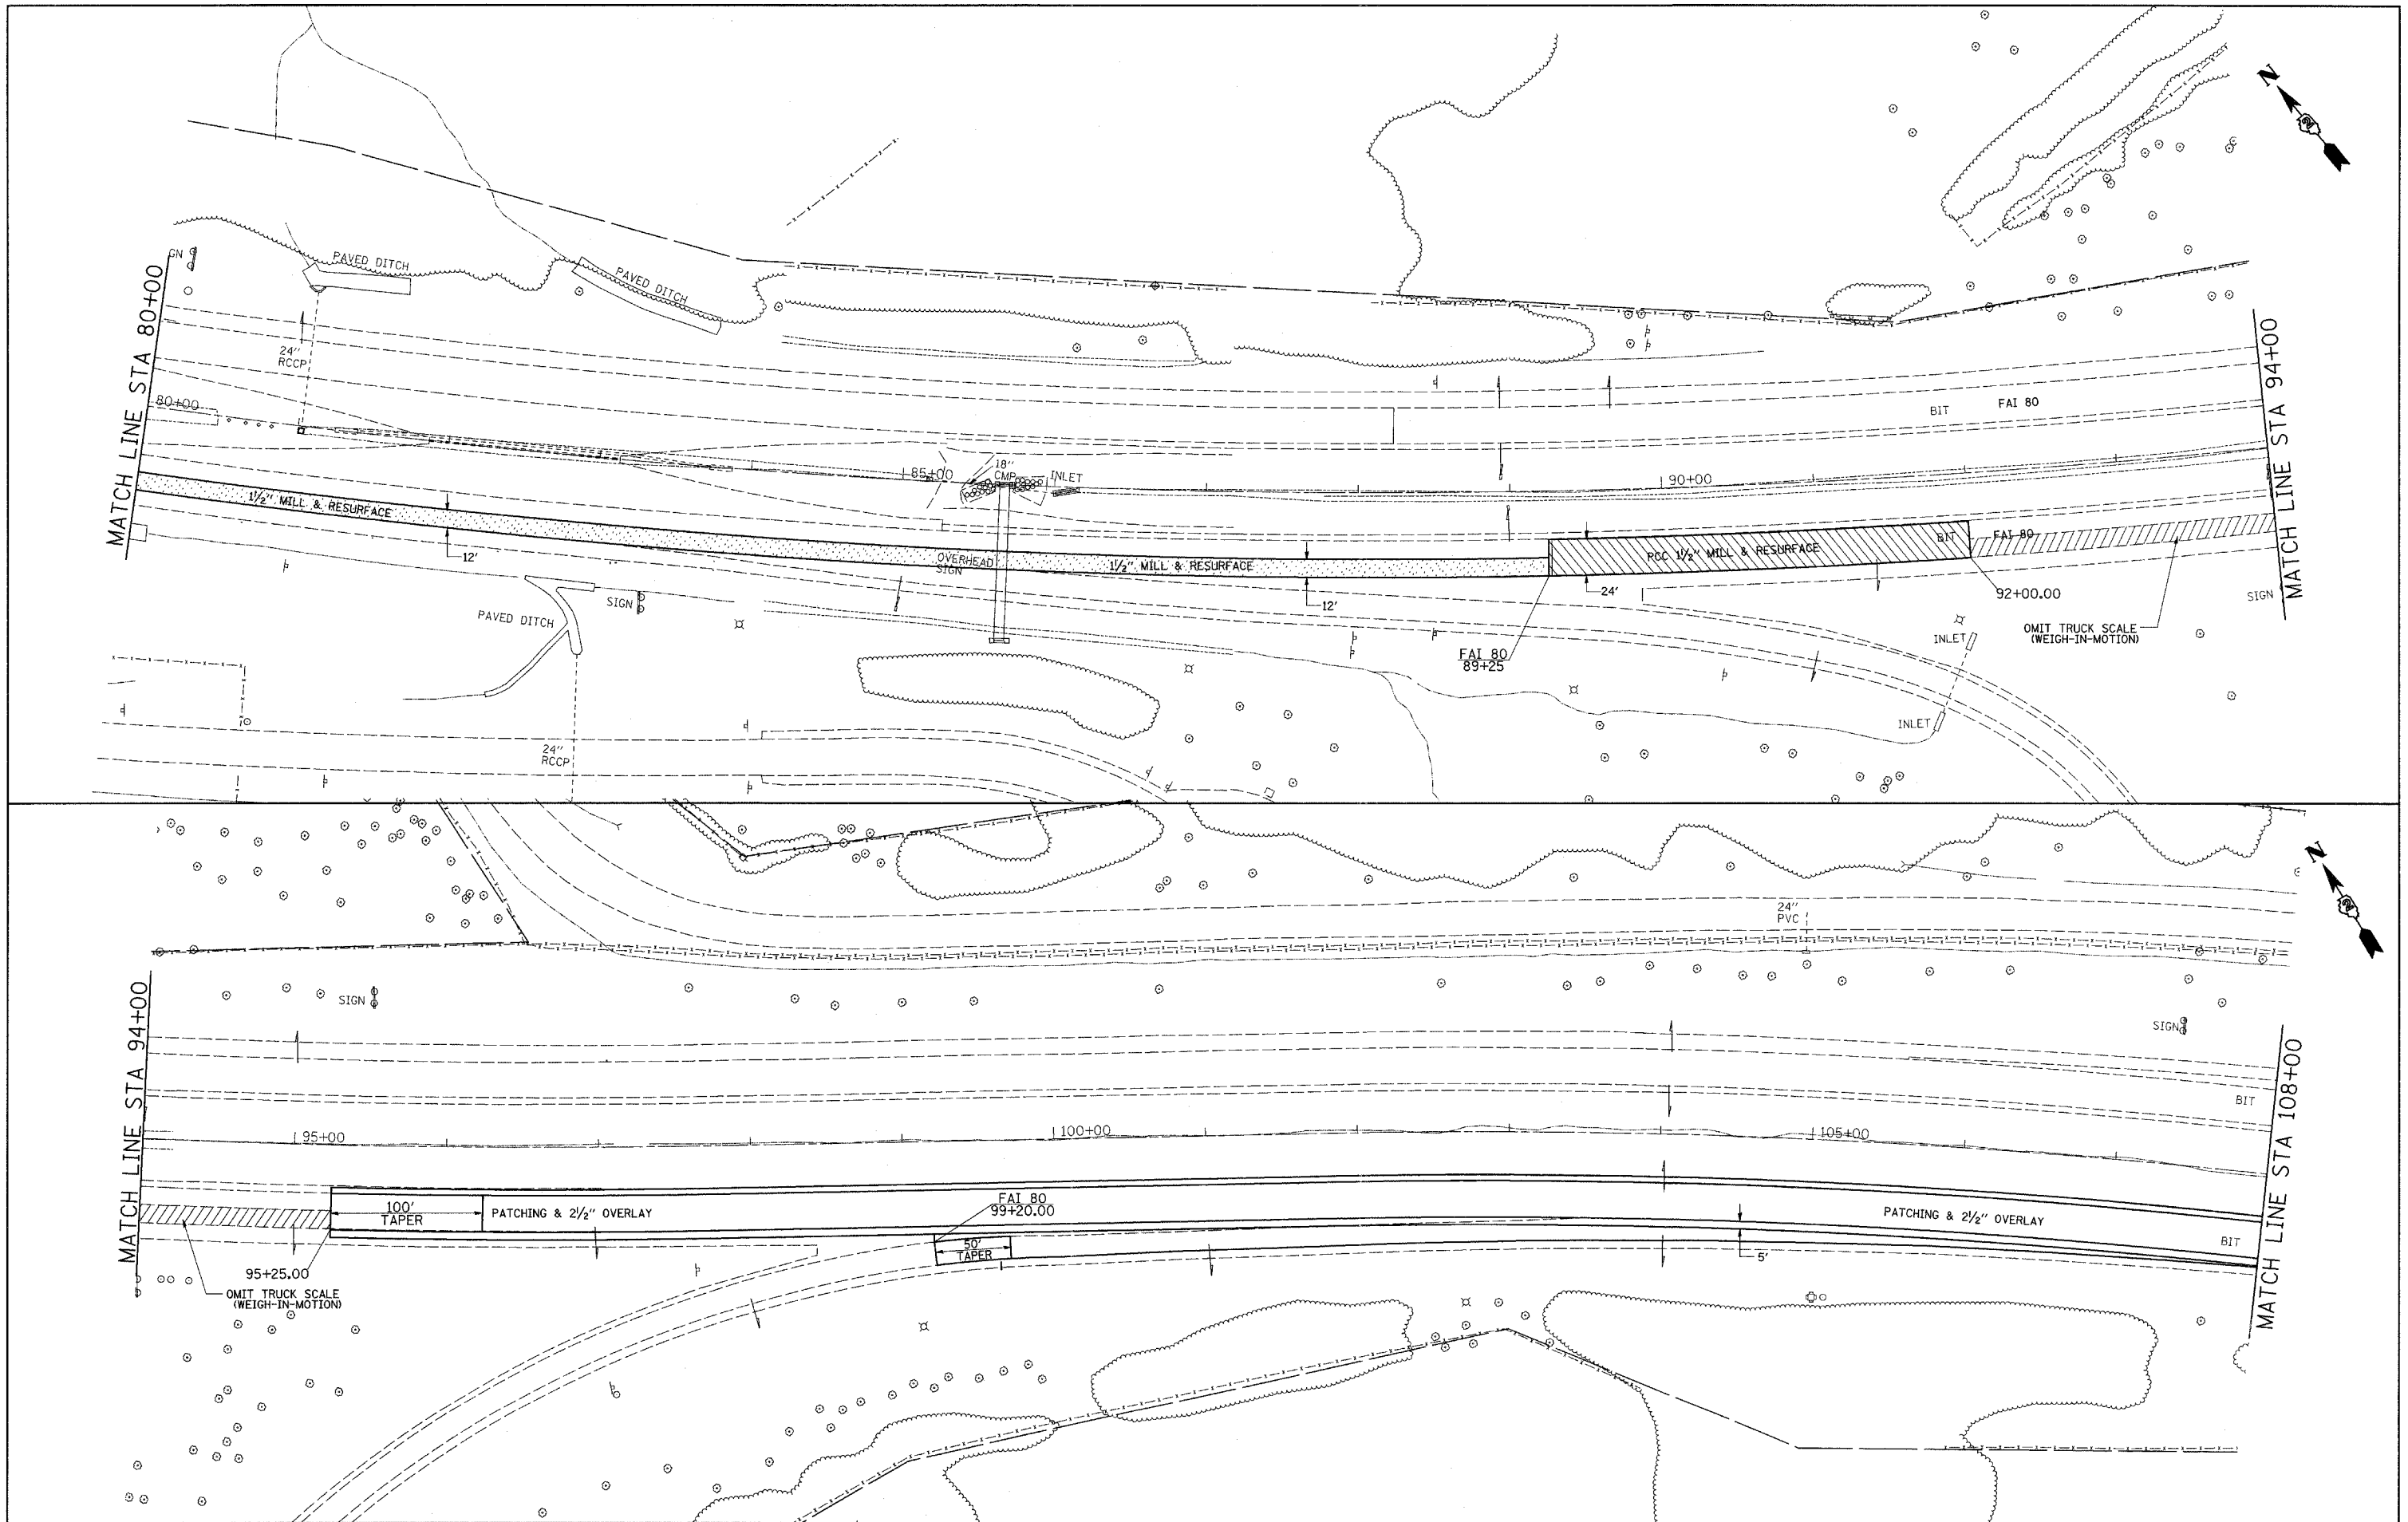 N
2
MATCH LINE STA 80+00
GN
PAVED DITCH
PAVED DITCH
24"
RCCP
80+00
85+00
18"
CMP
INLET
90+00
BIT
FAI 80
MATCH LINE STA 94+00
1½" MILL & RESURFACE
12'
OVERHEAD
SIGN
1½" MILL & RESURFACE
12'
PCC 1½" MILL & RESURFACE
BIT
FAI 80
24'
92+00.00
SIGN
PAVED DITCH
SIGN
FAI 80
89+25
INLET
OMIT TRUCK SCALE
(WEIGH-IN-MOTION)
INLET
24"
RCCP
N
2
24"
PVC
MATCH LINE STA 94+00
SIGN
SIGN
95+00
100+00
105+00
BIT
MATCH LINE STA 108+00
100'
TAPER
PATCHING & 2½" OVERLAY
FAI 80
99+20.00
PATCHING & 2½" OVERLAY
BIT
50'
TAPER
5'
95+25.00
OMIT TRUCK SCALE
(WEIGH-IN-MOTION)